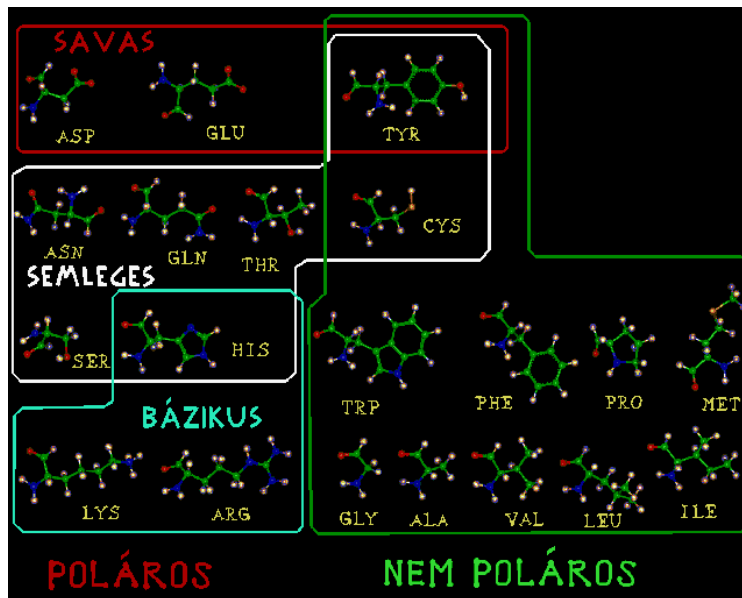 SAVAS
ASP
GLU
TYR
ASN
GLN
THR
CYS
SEMLEGES
SER
HIS
TRP
PHE
PRO
MET
BÁZIKUS
LYS
ARG
GLY
ALA
VAL
LEU
ILE
POLÁROS
NEM POLÁROS